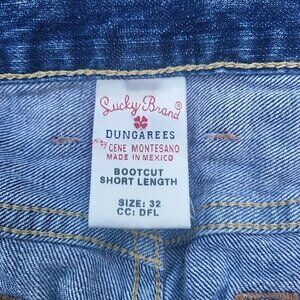 Lucky Brand®
DUNGAREES
by GENE MONTESANO
MADE IN MEXICO
BOOTCUT
SHORT LENGTH
SIZE: 32
CC: DFL